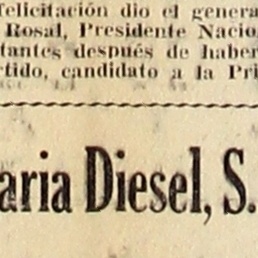 felicitación dio el genera
Rosal, Presidente Nacio
tantes después de haber
rtido, candidato a la Pri
aria Diesel, S.